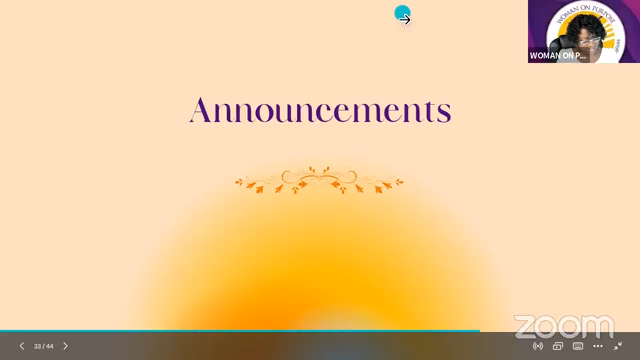 WOMAN ON PURPOSE
WOMAN ON P...
Announcements
33 / 44
zoom